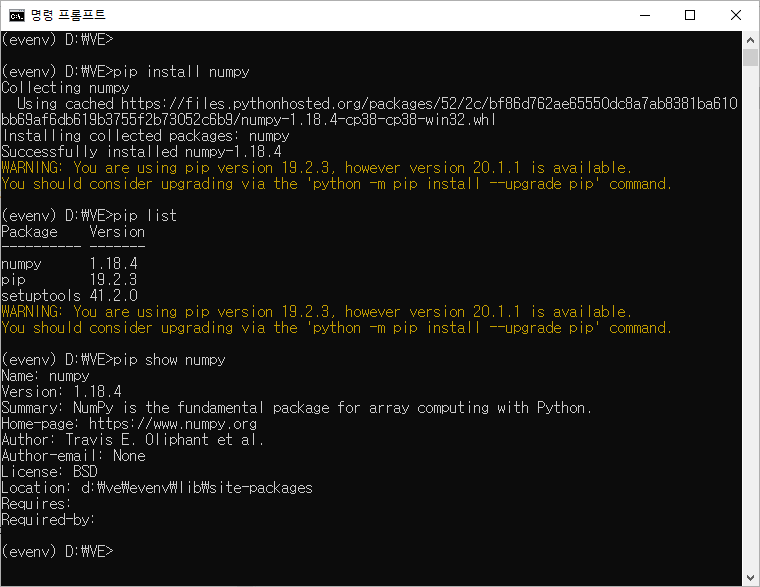 명령 프롬프트
(evenv) D:₩VE>
(evenv) D:₩VE>pip install numpy
Collecting numpy
  Using cached https://files.pythonhosted.org/packages/52/2c/bf86d762ae65550dc8a7ab8381ba610
bb69af6db619b3755f2b73052c6b9/numpy-1.18.4-cp38-cp38-win32.whl
Installing collected packages: numpy
Successfully installed numpy-1.18.4
WARNING: You are using pip version 19.2.3, however version 20.1.1 is available.
You should consider upgrading via the 'python -m pip install --upgrade pip' command.
(evenv) D:₩VE>pip list
Package    Version
---------- -------
numpy      1.18.4
pip        19.2.3
setuptools 41.2.0
WARNING: You are using pip version 19.2.3, however version 20.1.1 is available.
You should consider upgrading via the 'python -m pip install --upgrade pip' command.
(evenv) D:₩VE>pip show numpy
Name: numpy
Version: 1.18.4
Summary: NumPy is the fundamental package for array computing with Python.
Home-page: https://www.numpy.org
Author: Travis E. Oliphant et al.
Author-email: None
License: BSD
Location: d:₩ve₩evenv₩lib₩site-packages
Requires:
Required-by:
(evenv) D:₩VE>